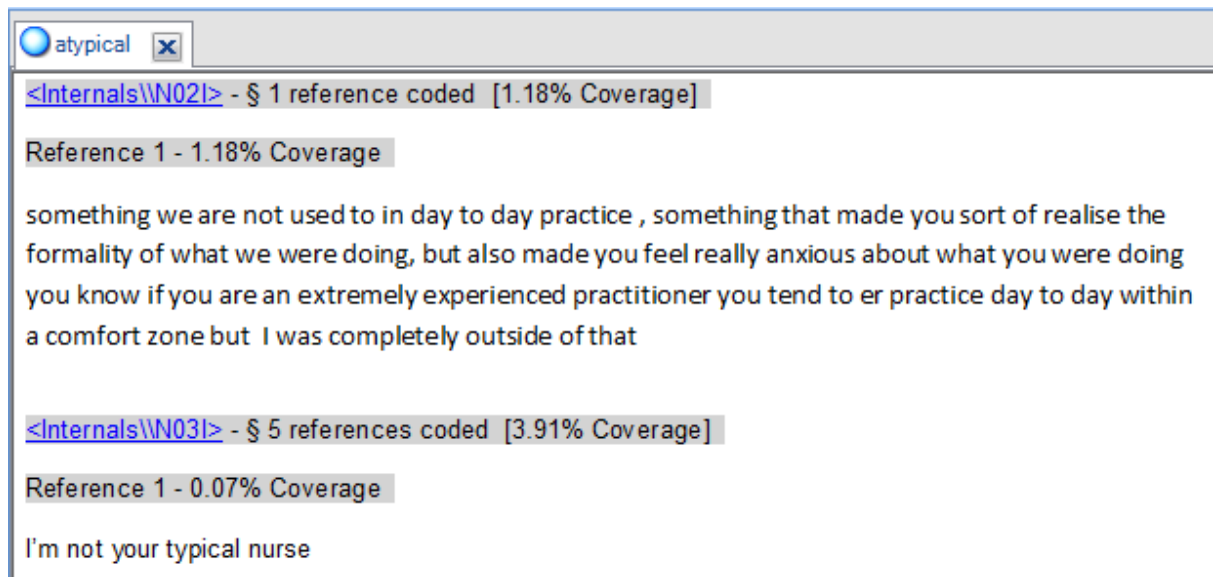 atypical
<Internals\\N02I> - § 1 reference coded [1.18% Coverage]
Reference 1 - 1.18% Coverage
something we are not used to in day to day practice , something that made you sort of realise the
formality of what we were doing, but also made you feel really anxious about what you were doing
you know if you are an extremely experienced practitioner you tend to er practice day to day within
a comfort zone but I was completely outside of that
<Internals\\N03I> - § 5 references coded [3.91% Coverage]
Reference 1 - 0.07% Coverage
I'm not your typical nurse